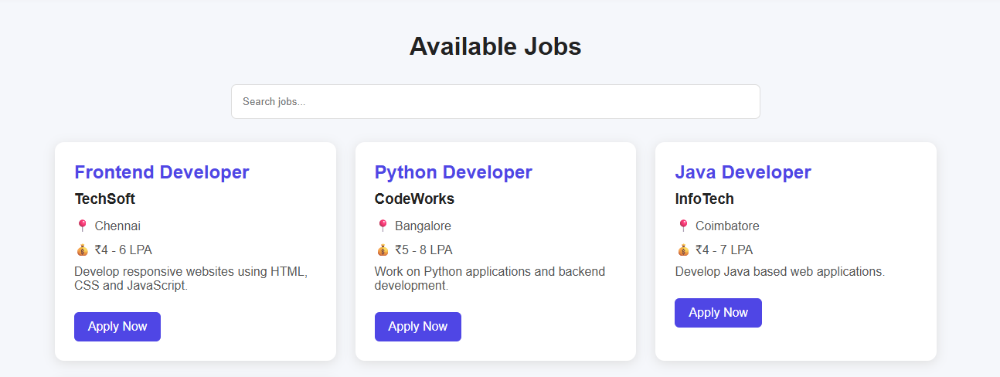 Available Jobs
Search jobs...
Frontend Developer
TechSoft
📍 Chennai
💰 ₹4 - 6 LPA
Develop responsive websites using HTML,
CSS and JavaScript.
Apply Now
Python Developer
CodeWorks
📍 Bangalore
💰 ₹5 - 8 LPA
Work on Python applications and backend
development.
Apply Now
Java Developer
InfoTech
📍 Coimbatore
💰 ₹4 - 7 LPA
Develop Java based web applications.
Apply Now